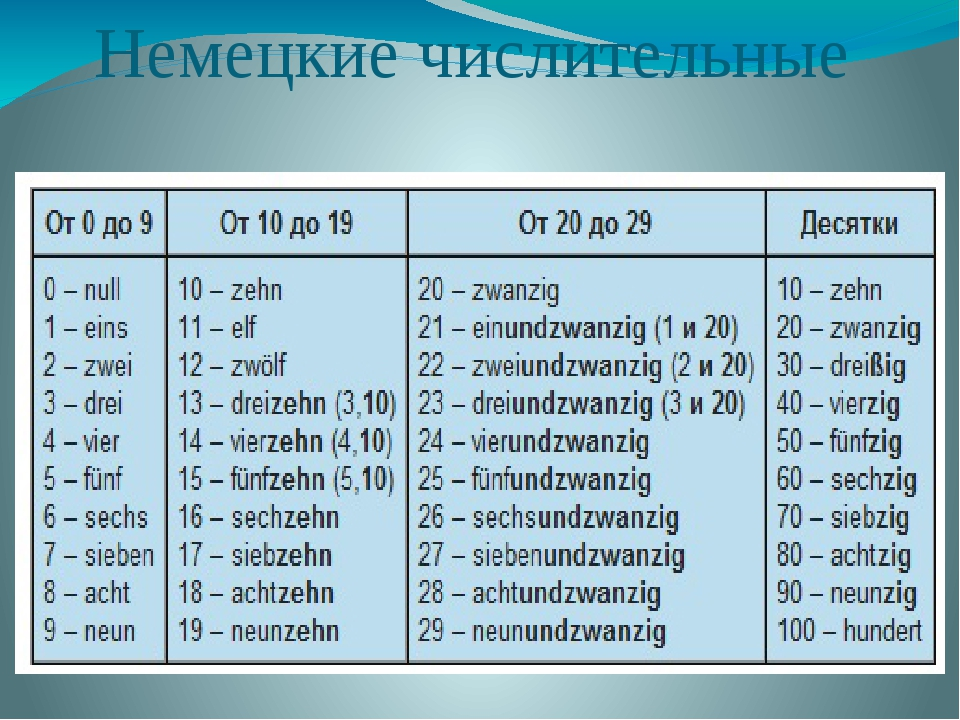 Немецкие числительные
От 0 до 9 От 10 до 19 От 20 до 29 Десятки
0 – null 10 – zehn 20 – zwanzig 10 – zehn
1 – eins 11 – elf 21 – einundzwanzig (1 и 20) 20 – zwanzig
2 – zwei 12 – zwölf 22 – zweiundzwanzig (2 и 20) 30 – dreißig
3 – drei 13 – dreizehn (3,10) 23 – dreiundzwanzig (3 и 20) 40 – vierzig
4 – vier 14 – vierzehn (4,10) 24 – vierundzwanzig 50 – fünfzig
5 – fünf 15 – fünfzehn (5,10) 25 – fünfundzwanzig 60 – sechzig
6 – sechs 16 – sechzehn 26 – sechsundzwanzig 70 – siebzig
7 – sieben 17 – siebzehn 27 – siebenundzwanzig 80 – achtzig
8 – acht 18 – achtzehn 28 – achtundzwanzig 90 – neunzig
9 – neun 19 – neunzehn 29 – neunundzwanzig 100 – hundert